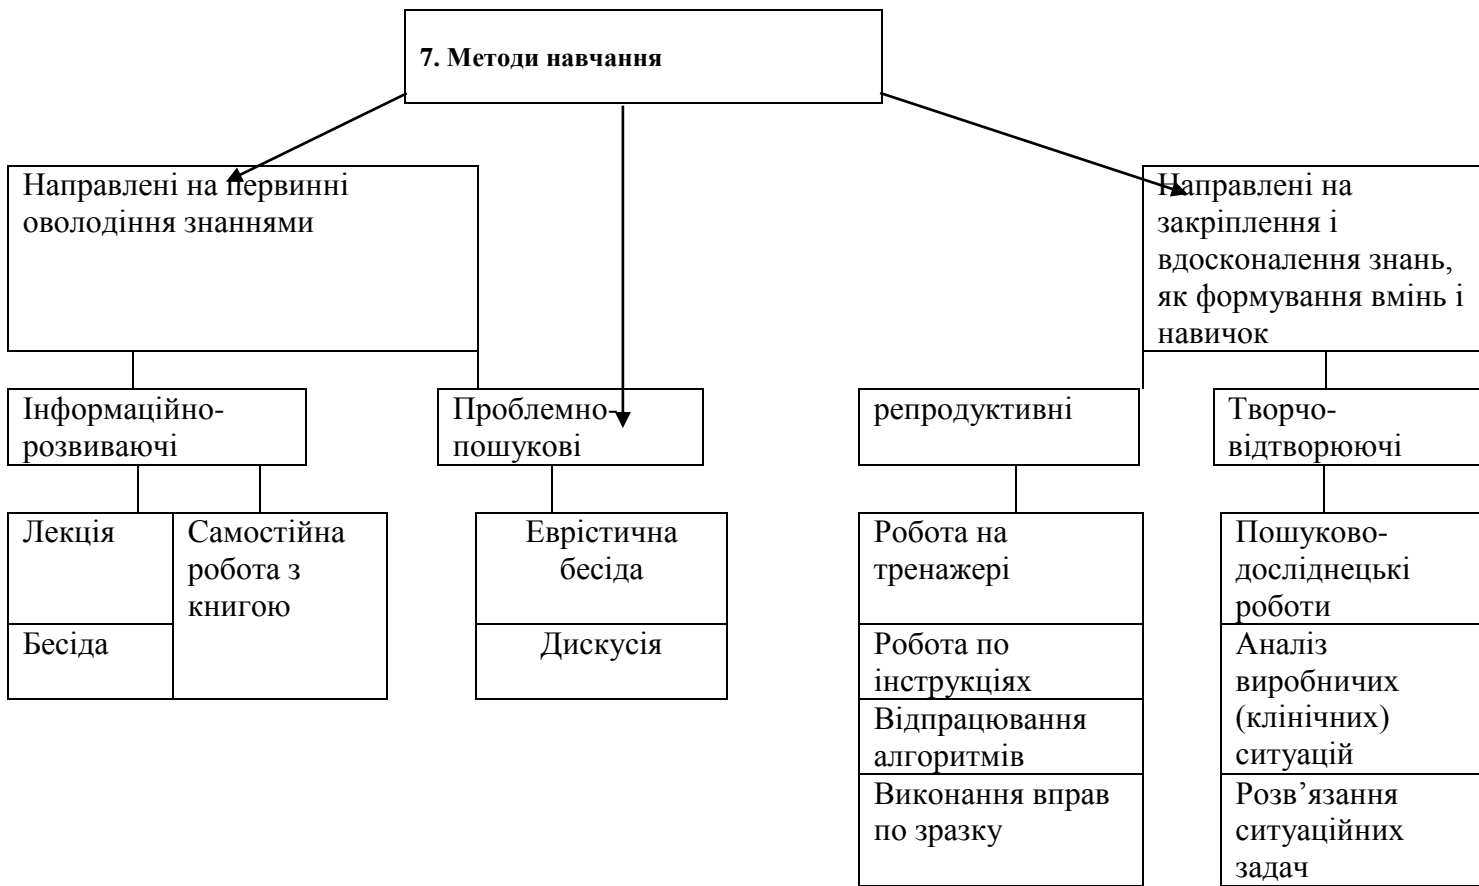 7. Методи навчання
Направлені на первинні
оволодіння знаннями
Направлені на
закріплення і
вдосконалення знань,
як формування вмінь і
навичок
Інформаційно-
розвиваючі
Проблемно-
пошукові
репродуктивні
Творчо-
відтворюючі
Лекція
Бесіда
Самостійна
робота з
книгою
Еврістична
бесіда
Дискусія
Робота на
тренажері
Робота по
інструкціях
Відпрацювання
алгоритмів
Виконання вправ
по зразку
Пошуково-
досліднецькі
роботи
Аналіз
виробничих
(клінічних)
ситуацій
Розв’язання
ситуаційних
задач